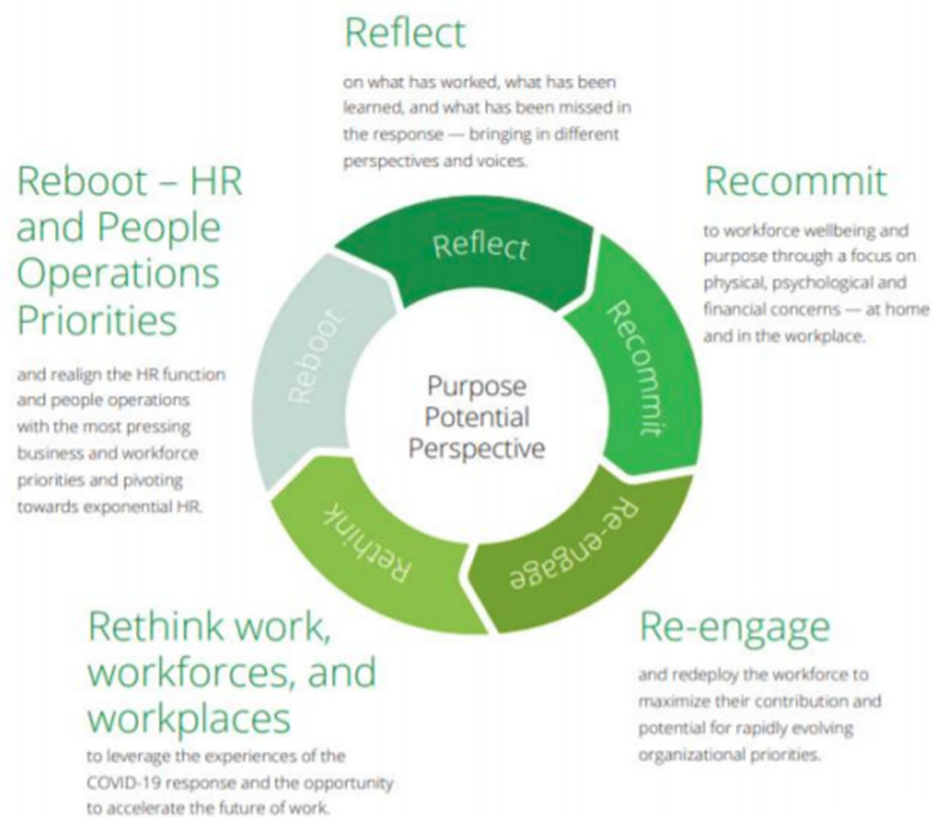 Reflect
on what has worked, what has been
learned, and what has been missed in
the response — bringing in different
perspectives and voices.
Recommit
to workforce wellbeing and
purpose through a focus on
physical, psychological and
financial concerns — at home
and in the workplace.
Re-engage
and redeploy the workforce to
maximize their contribution and
potential for rapidly evolving
organizational priorities.
Rethink work,
workforces, and
workplaces
to leverage the experiences of the
COVID-19 response and the opportunity
to accelerate the future of work.
Reboot – HR
and People
Operations
Priorities
and realign the HR function
and people operations
with the most pressing
business and workforce
priorities and pivoting
towards exponential HR.
Reflect
Recommit
Re-engage
Rethink
Reboot
Purpose
Potential
Perspective